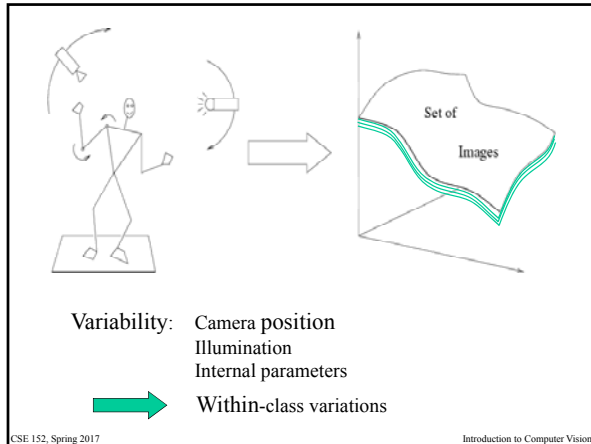 Set of
Images
Variability: Camera position
Illumination
Internal parameters
Within-class variations
CSE 152, Spring 2017
Introduction to Computer Vision